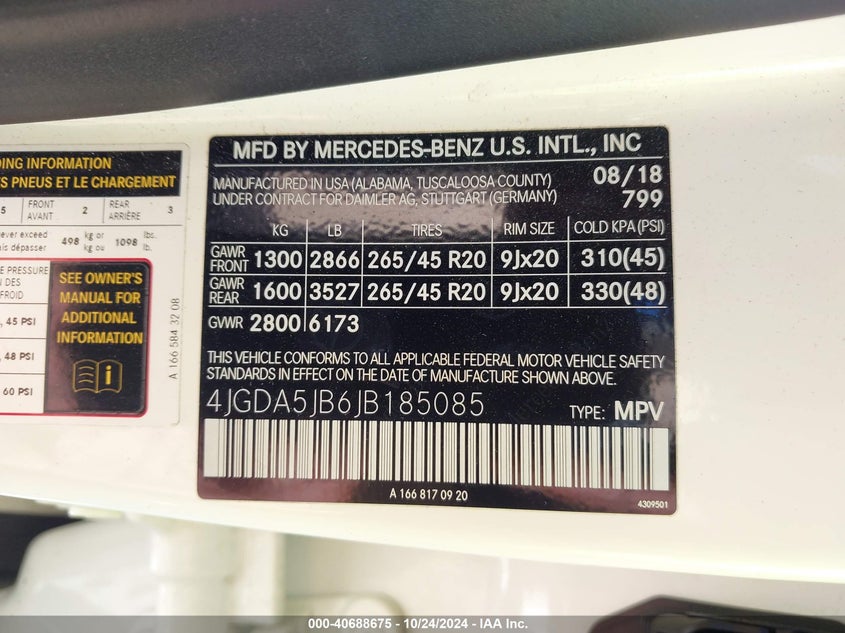 DING INFORMATION
S PNEUS ET LE CHARGEMENT
5 FRONT AVANT 2 REAR ARRIÈRE 3
ever exceed 498 kg or 1098 lbs.
ais dépasser kg ou lb.
E PRESSURE
ON DES
FROID
, 45 PSI
, 48 PSI
60 PSI
SEE OWNER'S
MANUAL FOR
ADDITIONAL
INFORMATION
i
A 166 584 32 08
MFD BY MERCEDES-BENZ U.S. INTL., INC
MANUFACTURED IN USA (ALABAMA, TUSCALOOSA COUNTY) 08/18
UNDER CONTRACT FOR DAIMLER AG, STUTTGART (GERMANY) 799
KG LB TIRES RIM SIZE COLD KPA (PSI)
GAWR FRONT 1300 2866 265/45 R20 9Jx20 310(45)
GAWR REAR 1600 3527 265/45 R20 9Jx20 330(48)
GVWR 2800 6173
THIS VEHICLE CONFORMS TO ALL APPLICABLE FEDERAL MOTOR VEHICLE SAFETY
STANDARDS IN EFFECT ON THE DATE OF MANUFACTURE SHOWN ABOVE.
4JGDA5JB6JB185085 TYPE: MPV
A 166 817 09 20
4309501
000-40688675 - 10/24/2024 - IAA Inc.